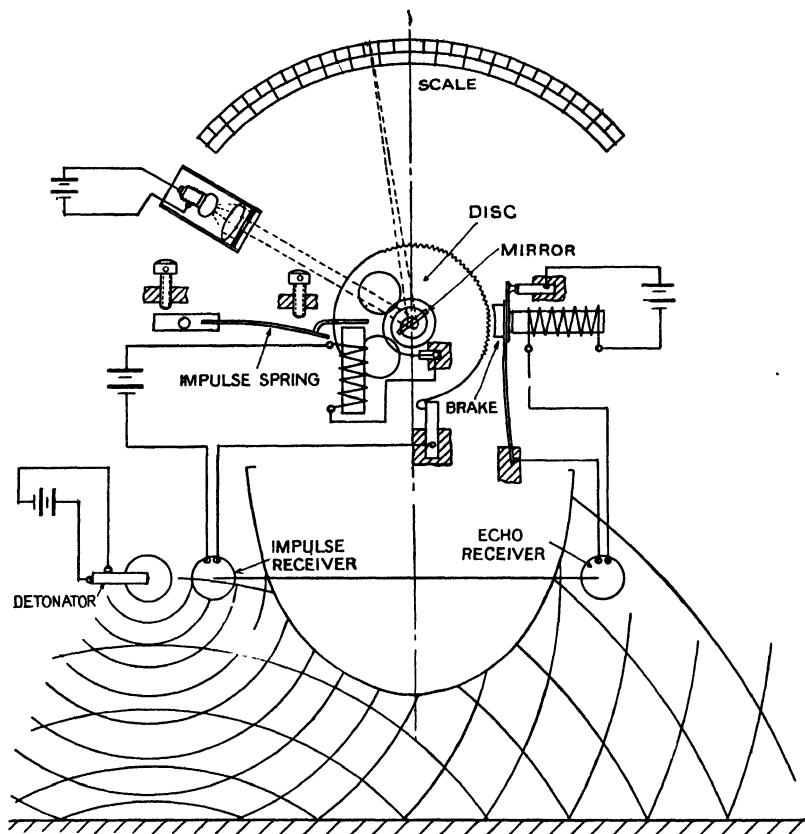 SCALE
DISC
MIRROR
IMPULSE SPRING
BRAKE
IMPULSE
RECEIVER
ECHO
RECEIVER
DETONATOR